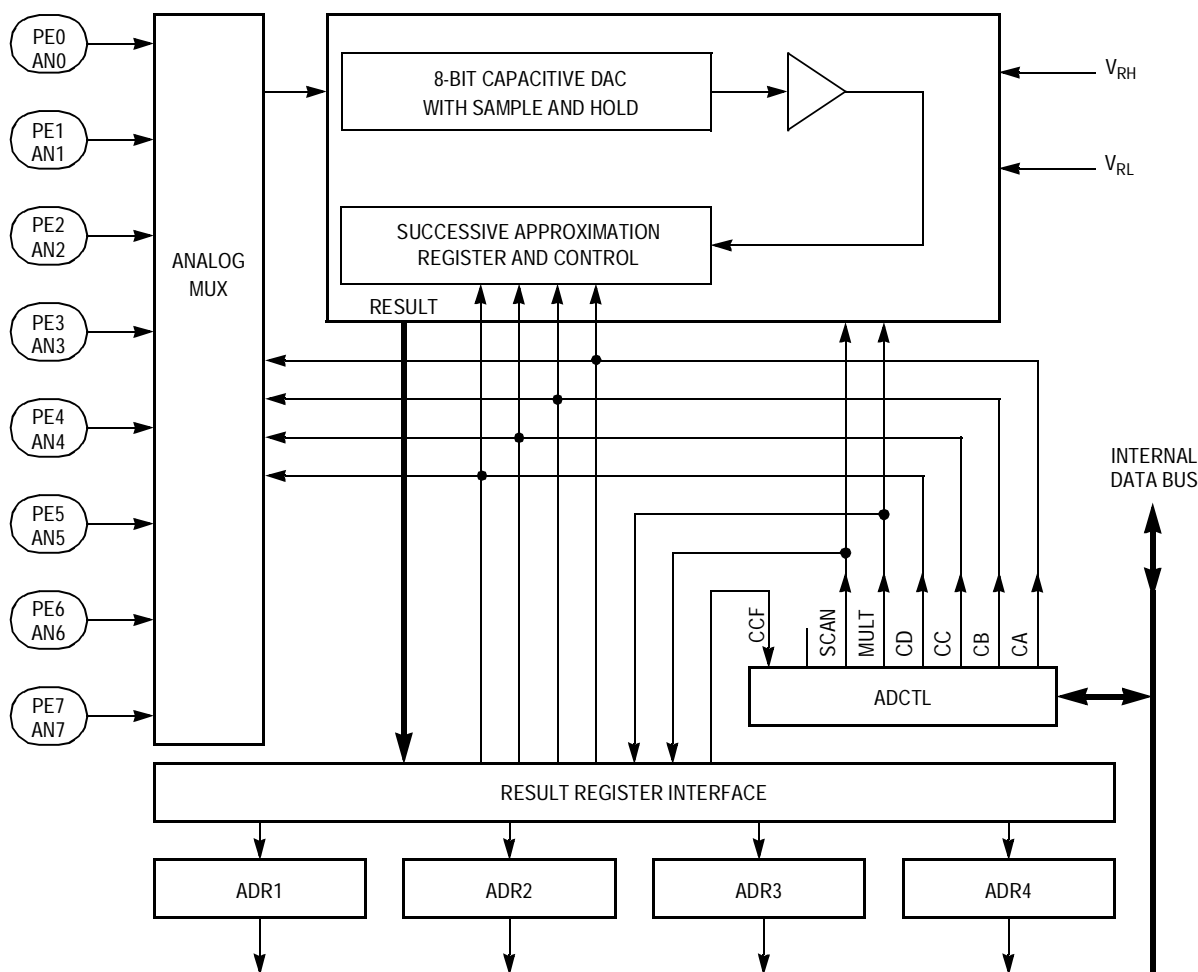 PE0
AN0
PE1
AN1
PE2
AN2
PE3
AN3
PE4
AN4
PE5
AN5
PE6
AN6
PE7
AN7
ANALOG
MUX
8-BIT CAPACITIVE DAC
WITH SAMPLE AND HOLD
SUCCESSIVE APPROXIMATION
REGISTER AND CONTROL
RESULT
VRH
VRL
INTERNAL
DATA BUS
CCF
SCAN
MULT
CD
CC
CB
CA
ADCTL
RESULT REGISTER INTERFACE
ADR1
ADR2
ADR3
ADR4